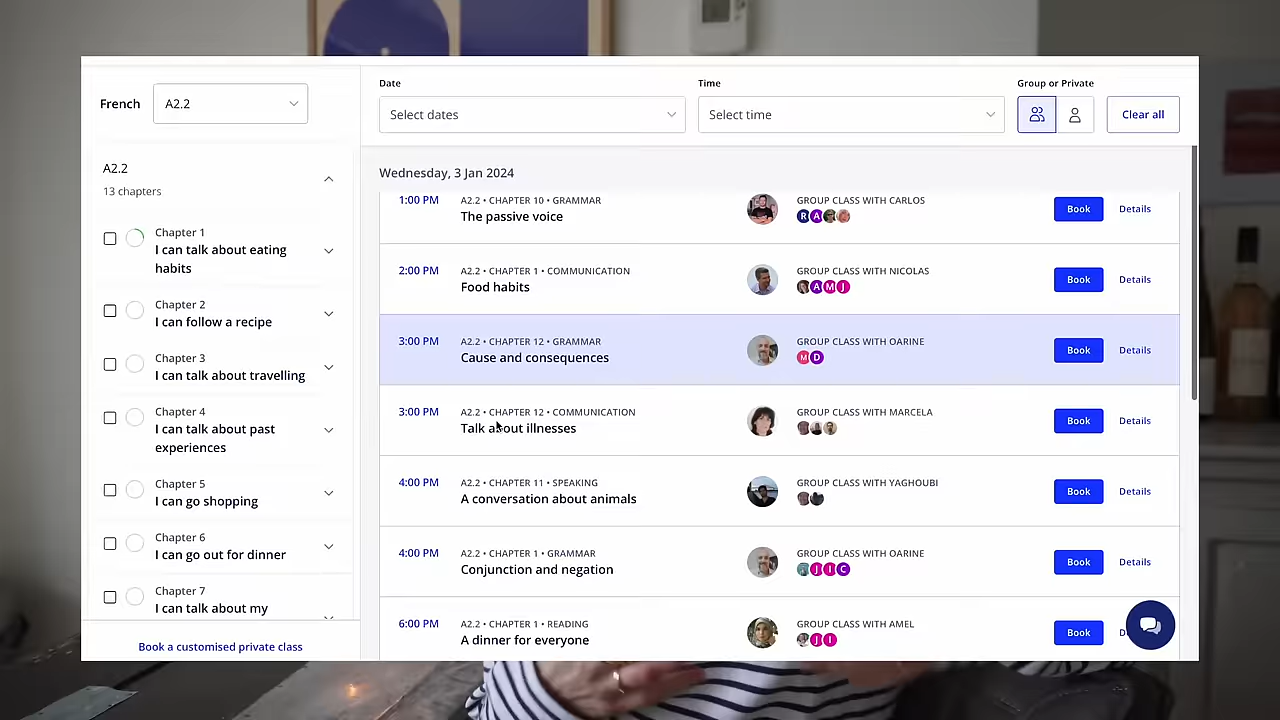 French
A2.2
A2.2
13 chapters
Chapter 1
I can talk about eating
habits
Chapter 2
I can follow a recipe
Chapter 3
I can talk about travelling
Chapter 4
I can talk about past
experiences
Chapter 5
I can go shopping
Chapter 6
I can go out for dinner
Chapter 7
I can talk about my
Book a customised private class
Date
Select dates
Time
Select time
Group or Private
Clear all
Wednesday, 3 Jan 2024
1:00 PM
A2.2 • CHAPTER 10 • GRAMMAR
The passive voice
GROUP CLASS WITH CARLOS
R A
Book
Details
2:00 PM
A2.2 • CHAPTER 1 • COMMUNICATION
Food habits
GROUP CLASS WITH NICOLAS
A M J
Book
Details
3:00 PM
A2.2 • CHAPTER 12 • GRAMMAR
Cause and consequences
GROUP CLASS WITH OARINE
M D
Book
Details
3:00 PM
A2.2 • CHAPTER 12 • COMMUNICATION
Talk about illnesses
GROUP CLASS WITH MARCELA
Book
Details
4:00 PM
A2.2 • CHAPTER 11 • SPEAKING
A conversation about animals
GROUP CLASS WITH YAGHOUBI
Book
Details
4:00 PM
A2.2 • CHAPTER 1 • GRAMMAR
Conjunction and negation
GROUP CLASS WITH OARINE
J I C
Book
Details
6:00 PM
A2.2 • CHAPTER 1 • READING
A dinner for everyone
GROUP CLASS WITH AMEL
J I
Book